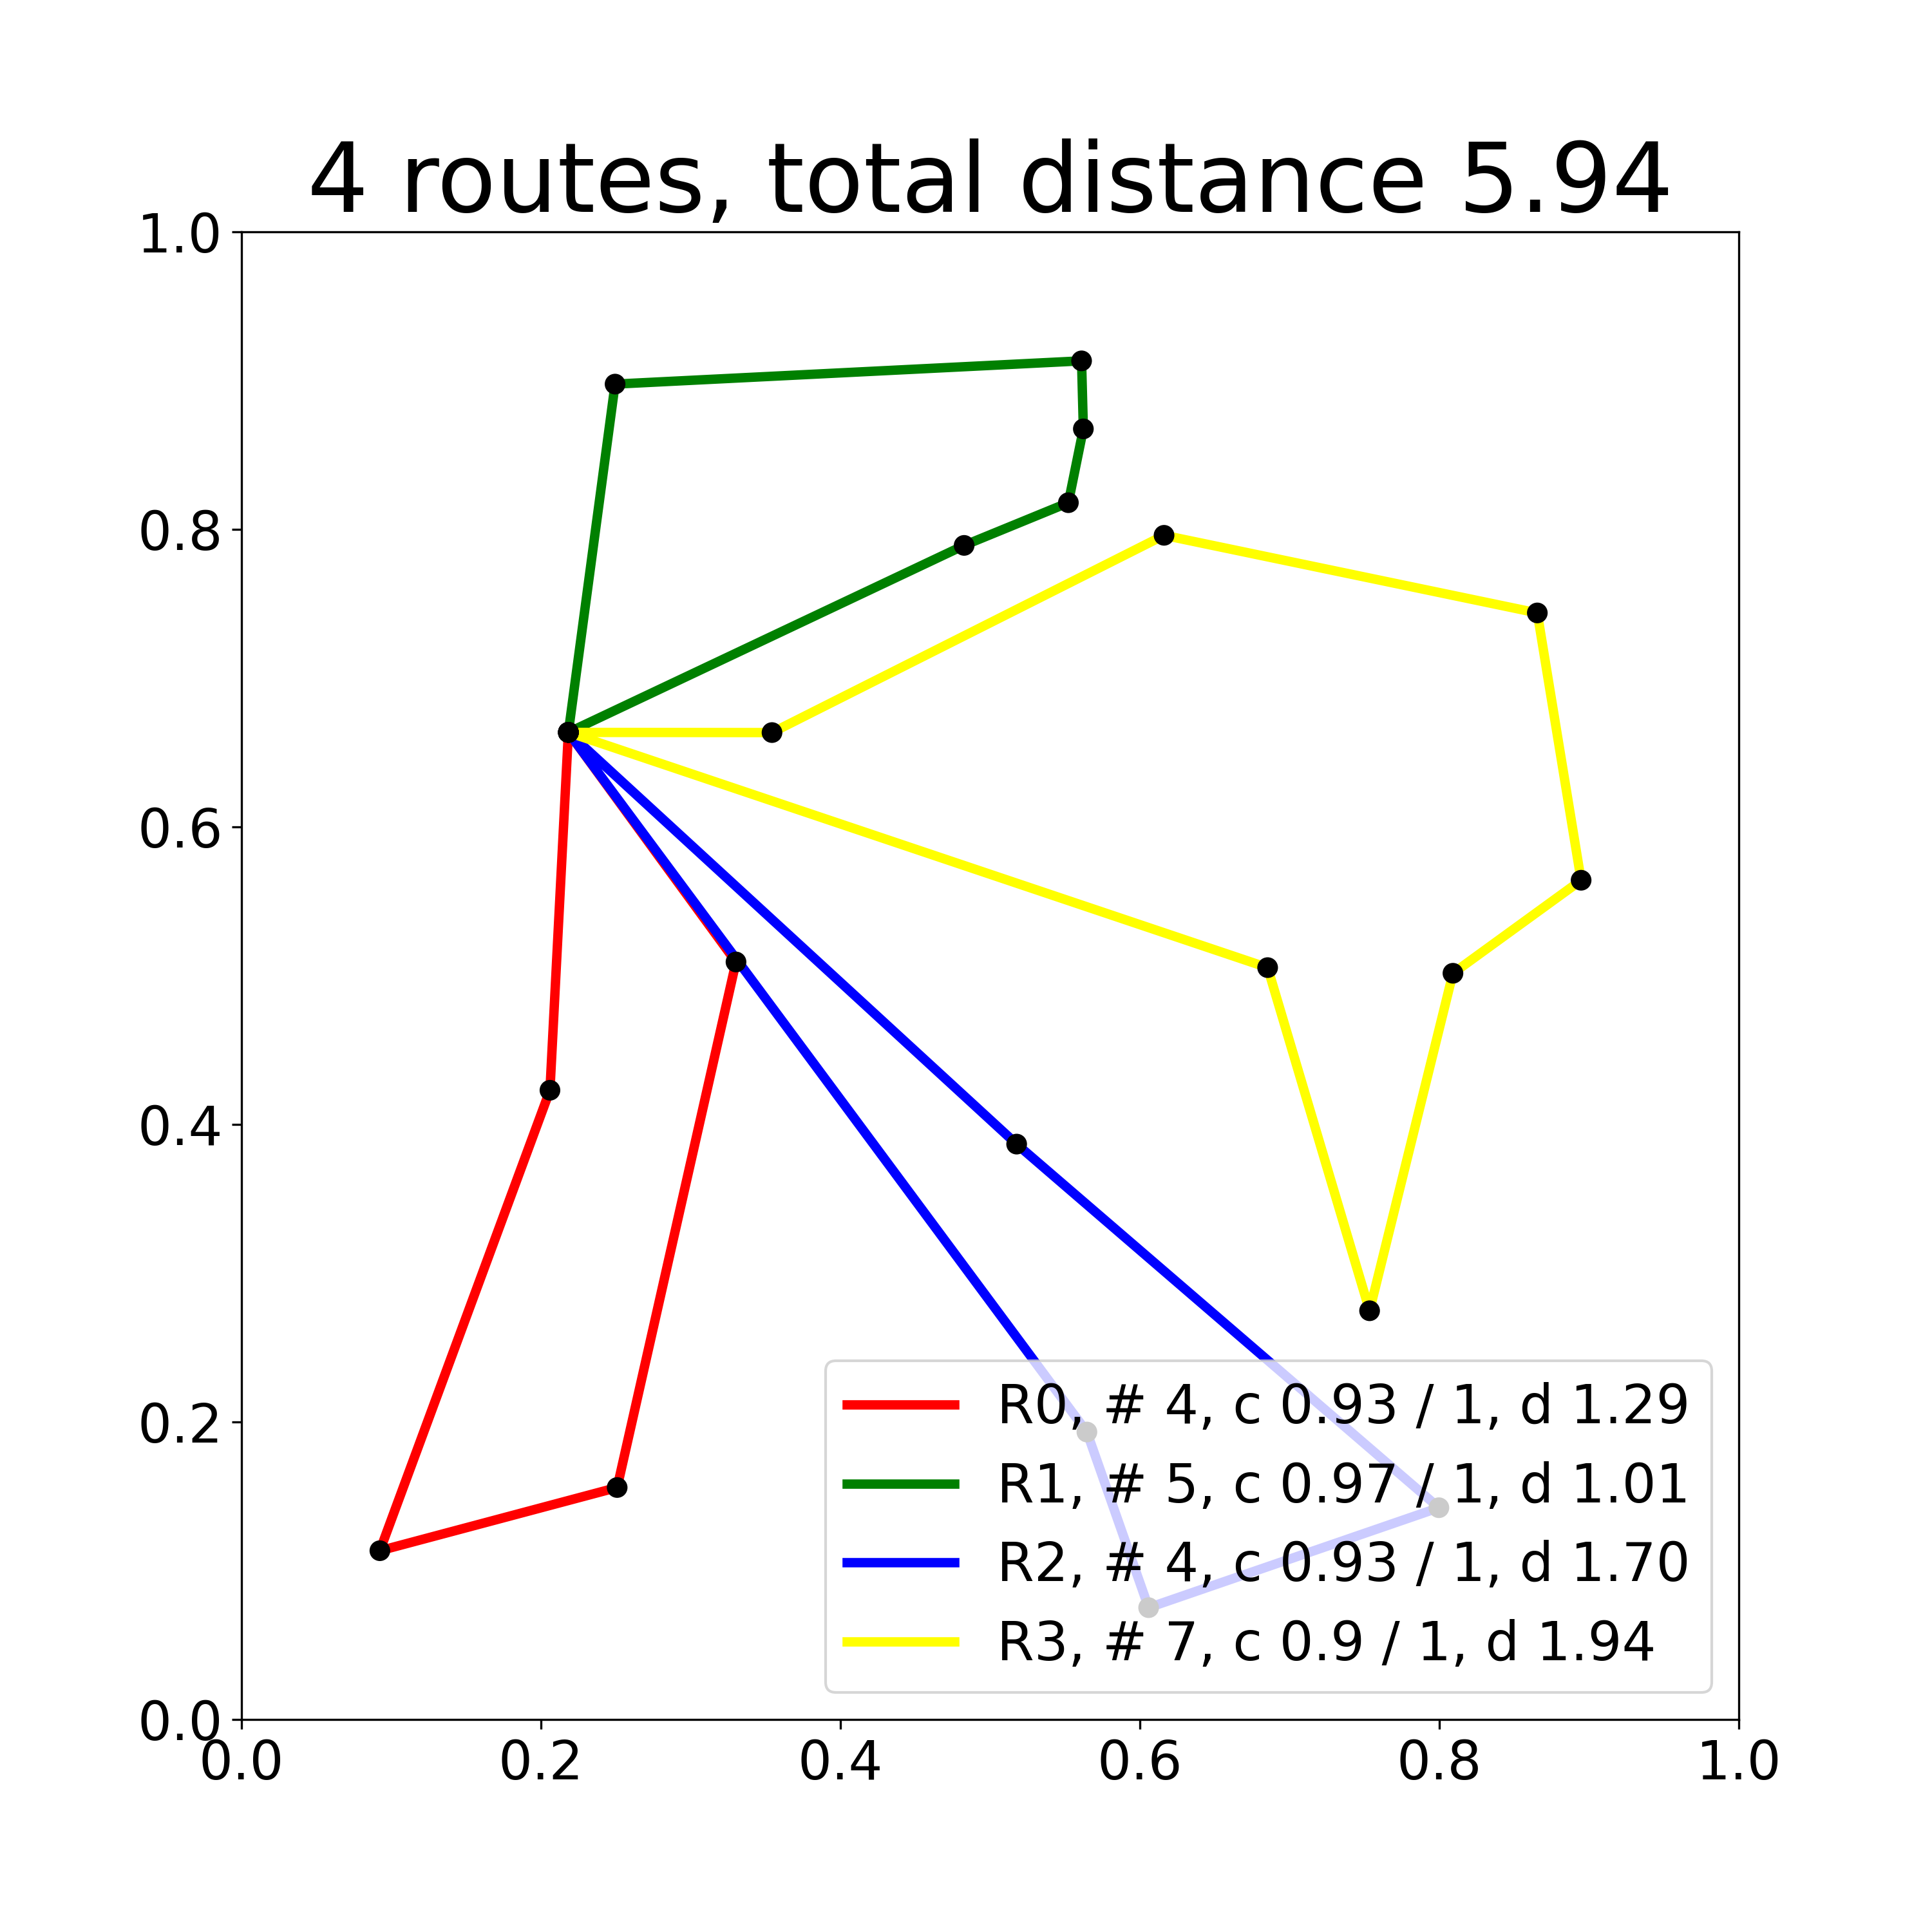 4 routes, total distance 5.94
1.0
0.8
0.6
0.4
0.2
0.0
R0, # 4, c 0.93 / 1, d 1.29
R1, # 5, c 0.97 / 1, d 1.01
R2, # 4, c 0.93 / 1, d 1.70
R3, # 7, c 0.9 / 1, d 1.94
0.0 0.2 0.4 0.6 0.8 1.0